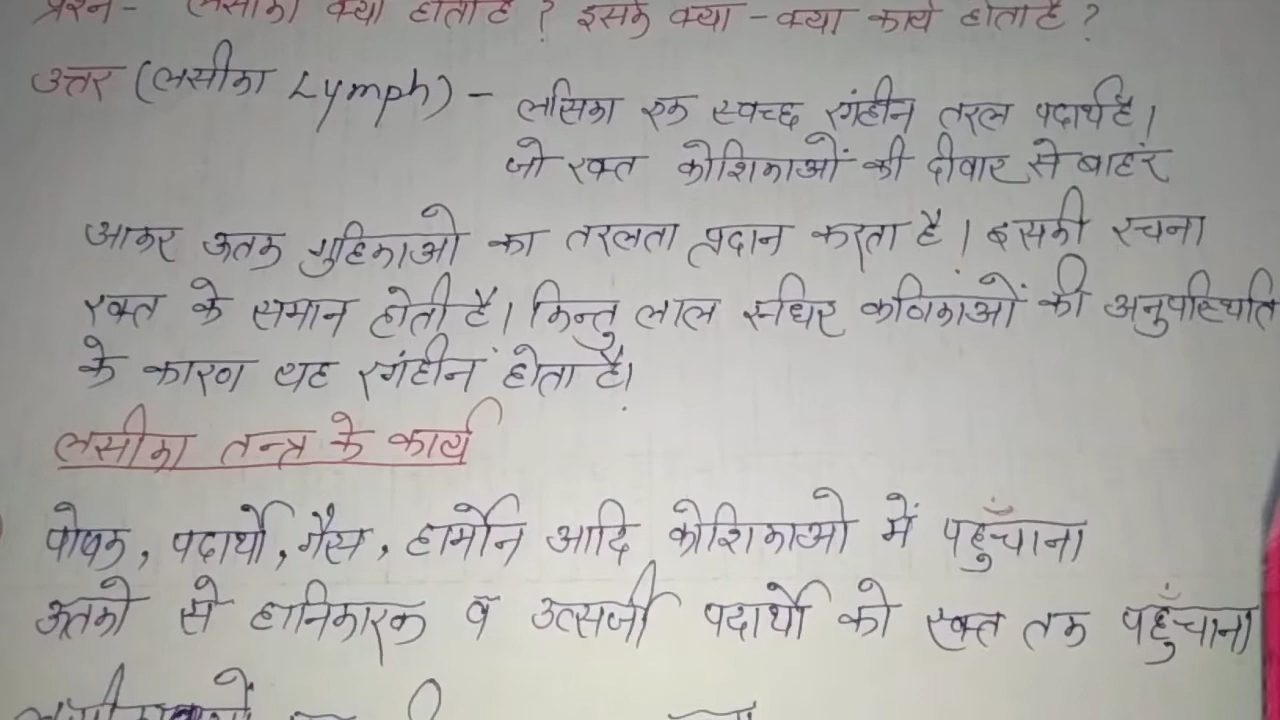 प्रश्न - लसीका क्या होता है ? इसके क्या - क्या कार्य होता है ?
उत्तर (लसीका Lymph) - लसिका एक स्वच्छ रंगहीन तरल पदार्थ है।
जो रक्त कोशिकाओं की दीवार से बाहर
आकर ऊतक गुहिकाओ का तरलता प्रदान करता है। इसकी रचना
रक्त के समान होती है। किन्तु लाल रुधिर कणिकाओं की अनुपस्थिति
के कारण यह रंगहीन होता है।
लसीका तन्त्र के कार्य
पोषक, पदार्थो, गैस, हार्मोन आदि कोशिकाओ में पहुँचाना
ऊतको से हानिकारक व उत्सर्जी पदार्थो को रक्त तक पहुँचाना